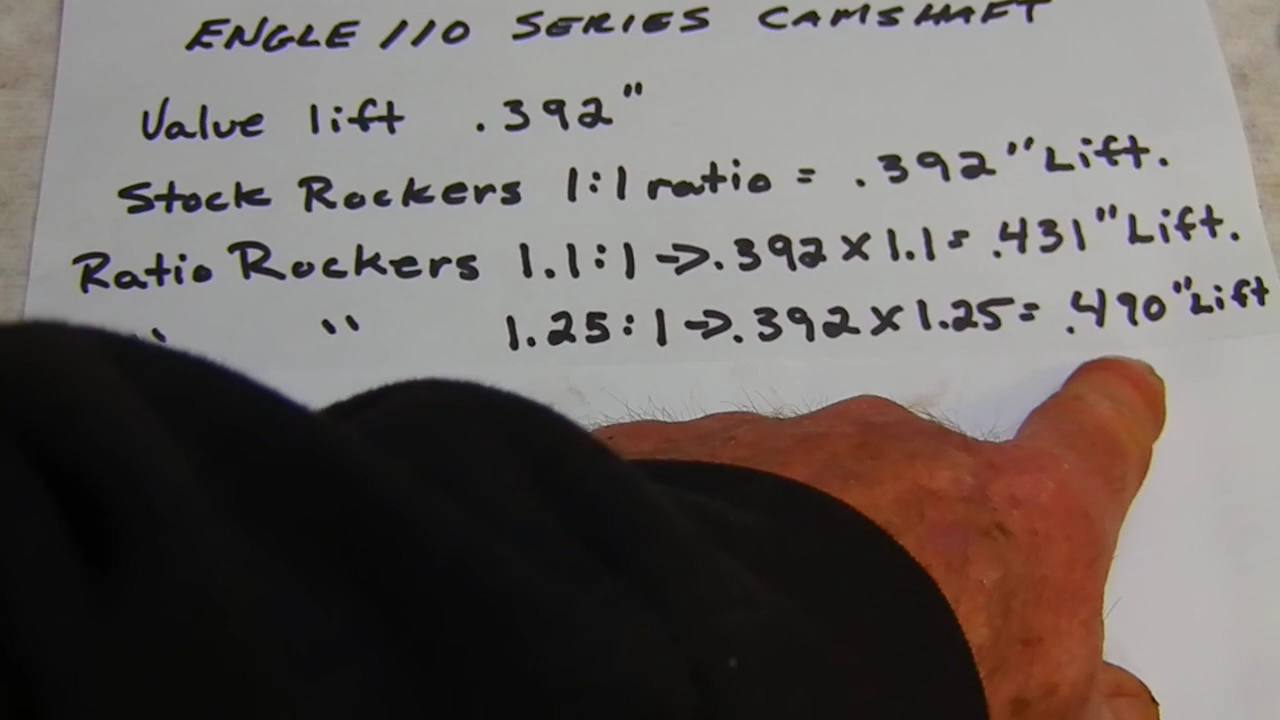 ENGLE 110 SERIES CAMSHAFT
Value lift .392"
Stock Rockers 1:1 ratio = .392" Lift.
Ratio Rockers 1.1:1 → .392 x 1.1 = .431" Lift.
" " 1.25:1 → .392 x 1.25 = .490" Lift